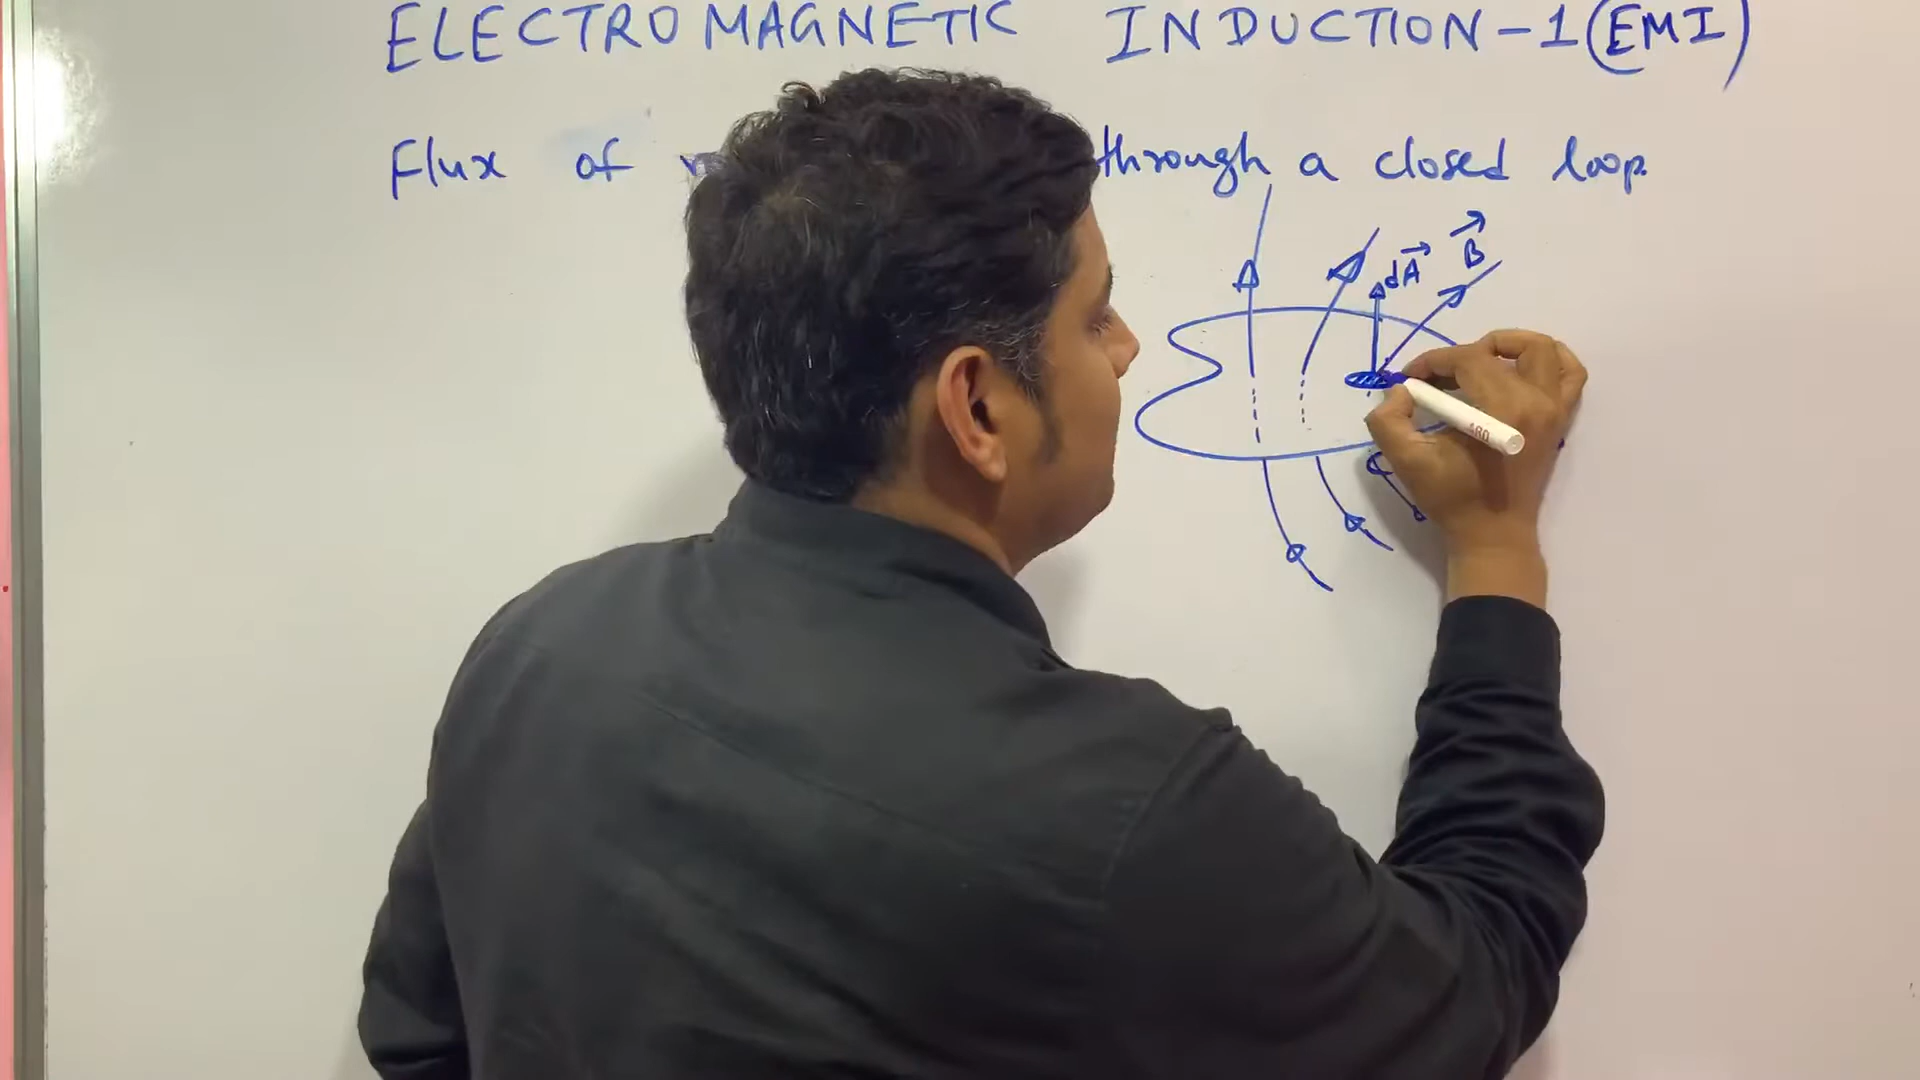 ELECTROMAGNETIC INDUCTION-1(EMI)
Flux of through a closed loop
dA⃗ B⃗